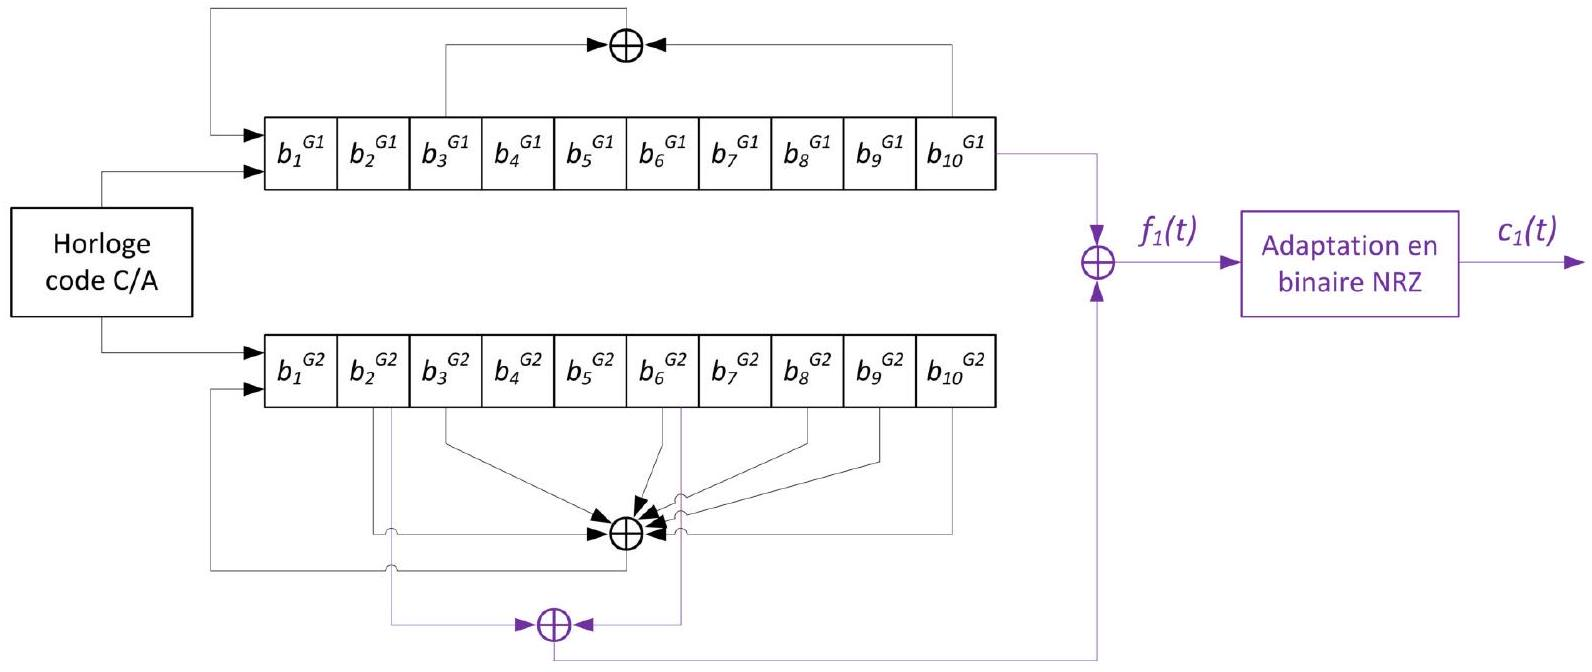 b₁ᴳ¹ b₂ᴳ¹ b₃ᴳ¹ b₄ᴳ¹ b₅ᴳ¹ b₆ᴳ¹ b₇ᴳ¹ b₈ᴳ¹ b₉ᴳ¹ b₁₀ᴳ¹
Horloge
code C/A
f₁(t)
Adaptation en
binaire NRZ
c₁(t)
b₁ᴳ² b₂ᴳ² b₃ᴳ² b₄ᴳ² b₅ᴳ² b₆ᴳ² b₇ᴳ² b₈ᴳ² b₉ᴳ² b₁₀ᴳ²